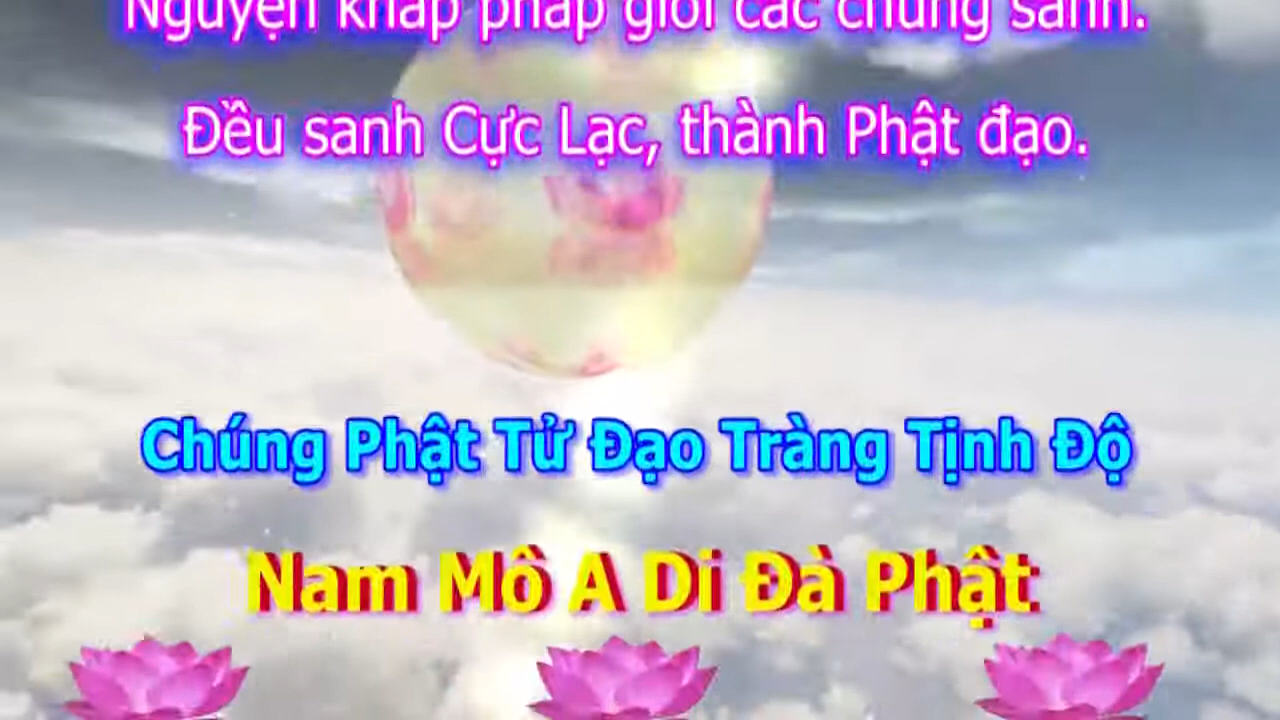 Nguyện khắp pháp giới các chúng sanh.
Đều sanh Cực Lạc, thành Phật đạo.
Chúng Phật Tử Đạo Tràng Tịnh Độ
Nam Mô A Di Đà Phật